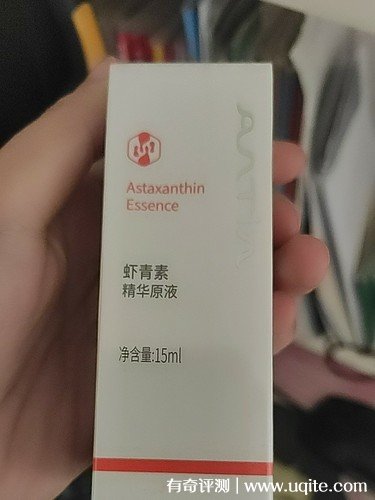 Astaxanthin
Essence
虾青素
精华原液
净含量:15ml
有奇评测 | www.uqite.com